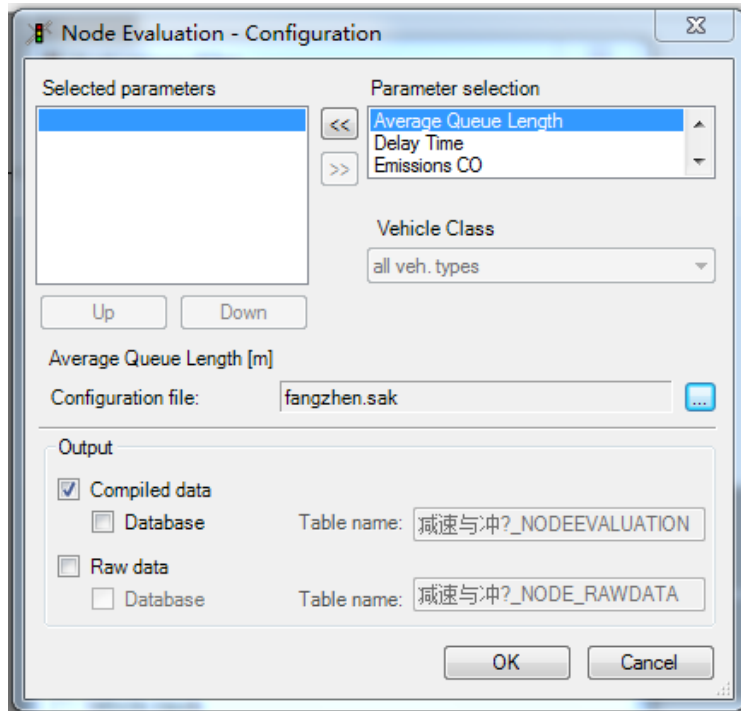 Node Evaluation - Configuration
Selected parameters
Parameter selection
<<
>>
Average Queue Length
Delay Time
Emissions CO
Vehicle Class
all veh. types
Up
Down
Average Queue Length [m]
Configuration file:
fangzhen.sak
...
Output
Compiled data
Database
Table name:
减速与冲?_NODEEVALUATION
Raw data
Database
Table name:
减速与冲?_NODE_RAWDATA
OK
Cancel